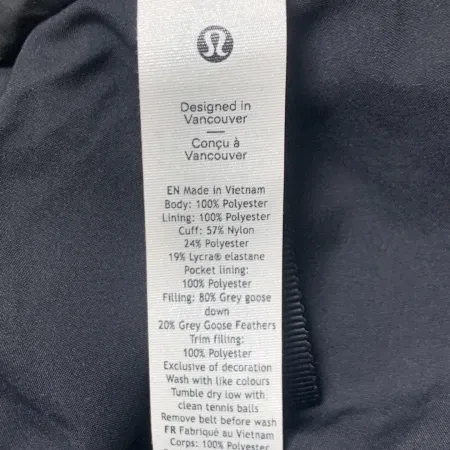 Designed in
Vancouver
Conçu à
Vancouver
EN Made in Vietnam
Body: 100% Polyester
Lining: 100% Polyester
Cuff: 57% Nylon
24% Polyester
19% Lycra® elastane
Pocket lining:
100% Polyester
Filling: 80% Grey goose
down
20% Grey Goose Feathers
Trim filling:
100% Polyester
Exclusive of decoration
Wash with like colours
Tumble dry low with
clean tennis balls
Remove belt before wash
FR Fabriqué au Vietnam
Corps: 100% Polyester